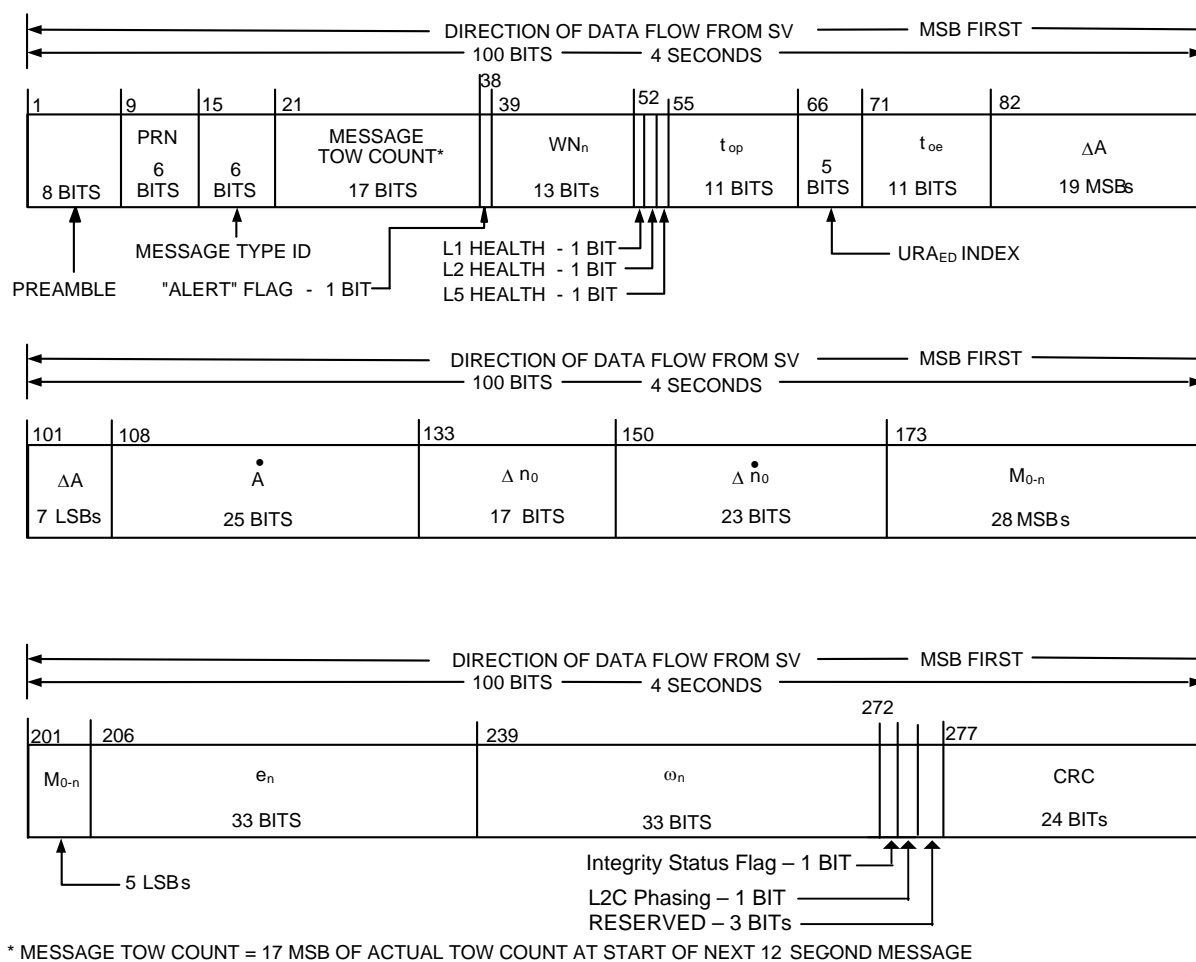 DIRECTION OF DATA FLOW FROM SV MSB FIRST
100 BITS 4 SECONDS
1 9 15 21 38 39 52 55 66 71 82
8 BITS
PRN
6
BITS
6
BITS
MESSAGE
TOW COUNT*
17 BITS
WNn
13 BITs
top
11 BITS
5
BITS
toe
11 BITS
ΔA
19 MSBs
MESSAGE TYPE ID
PREAMBLE
"ALERT" FLAG - 1 BIT
L1 HEALTH - 1 BIT
L2 HEALTH - 1 BIT
L5 HEALTH - 1 BIT
URAED INDEX
DIRECTION OF DATA FLOW FROM SV MSB FIRST
100 BITS 4 SECONDS
101 108 133 150 173
ΔA
7 LSBs
Ȧ
25 BITS
Δ n0
17 BITS
Δ ṅ0
23 BITS
M0-n
28 MSBs
DIRECTION OF DATA FLOW FROM SV MSB FIRST
100 BITS 4 SECONDS
201 206 239 272 277
M0-n
en
33 BITS
ωn
33 BITS
CRC
24 BITs
5 LSBs
Integrity Status Flag – 1 BIT
L2C Phasing – 1 BIT
RESERVED – 3 BITs
* MESSAGE TOW COUNT = 17 MSB OF ACTUAL TOW COUNT AT START OF NEXT 12 SECOND MESSAGE